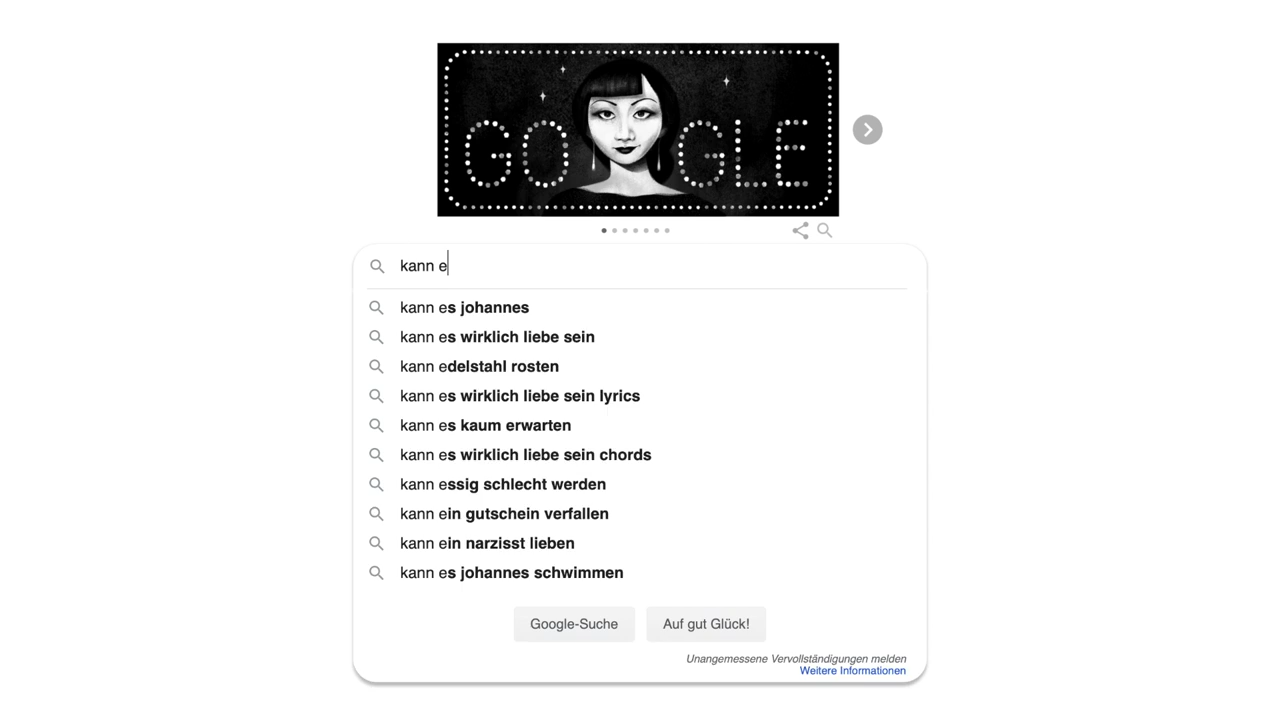 GOOGLE
kann e
kann es johannes
kann es wirklich liebe sein
kann edelstahl rosten
kann es wirklich liebe sein lyrics
kann es kaum erwarten
kann es wirklich liebe sein chords
kann essig schlecht werden
kann ein gutschein verfallen
kann ein narzisst lieben
kann es johannes schwimmen
Google-Suche Auf gut Glück!
Unangemessene Vervollständigungen melden
Weitere Informationen